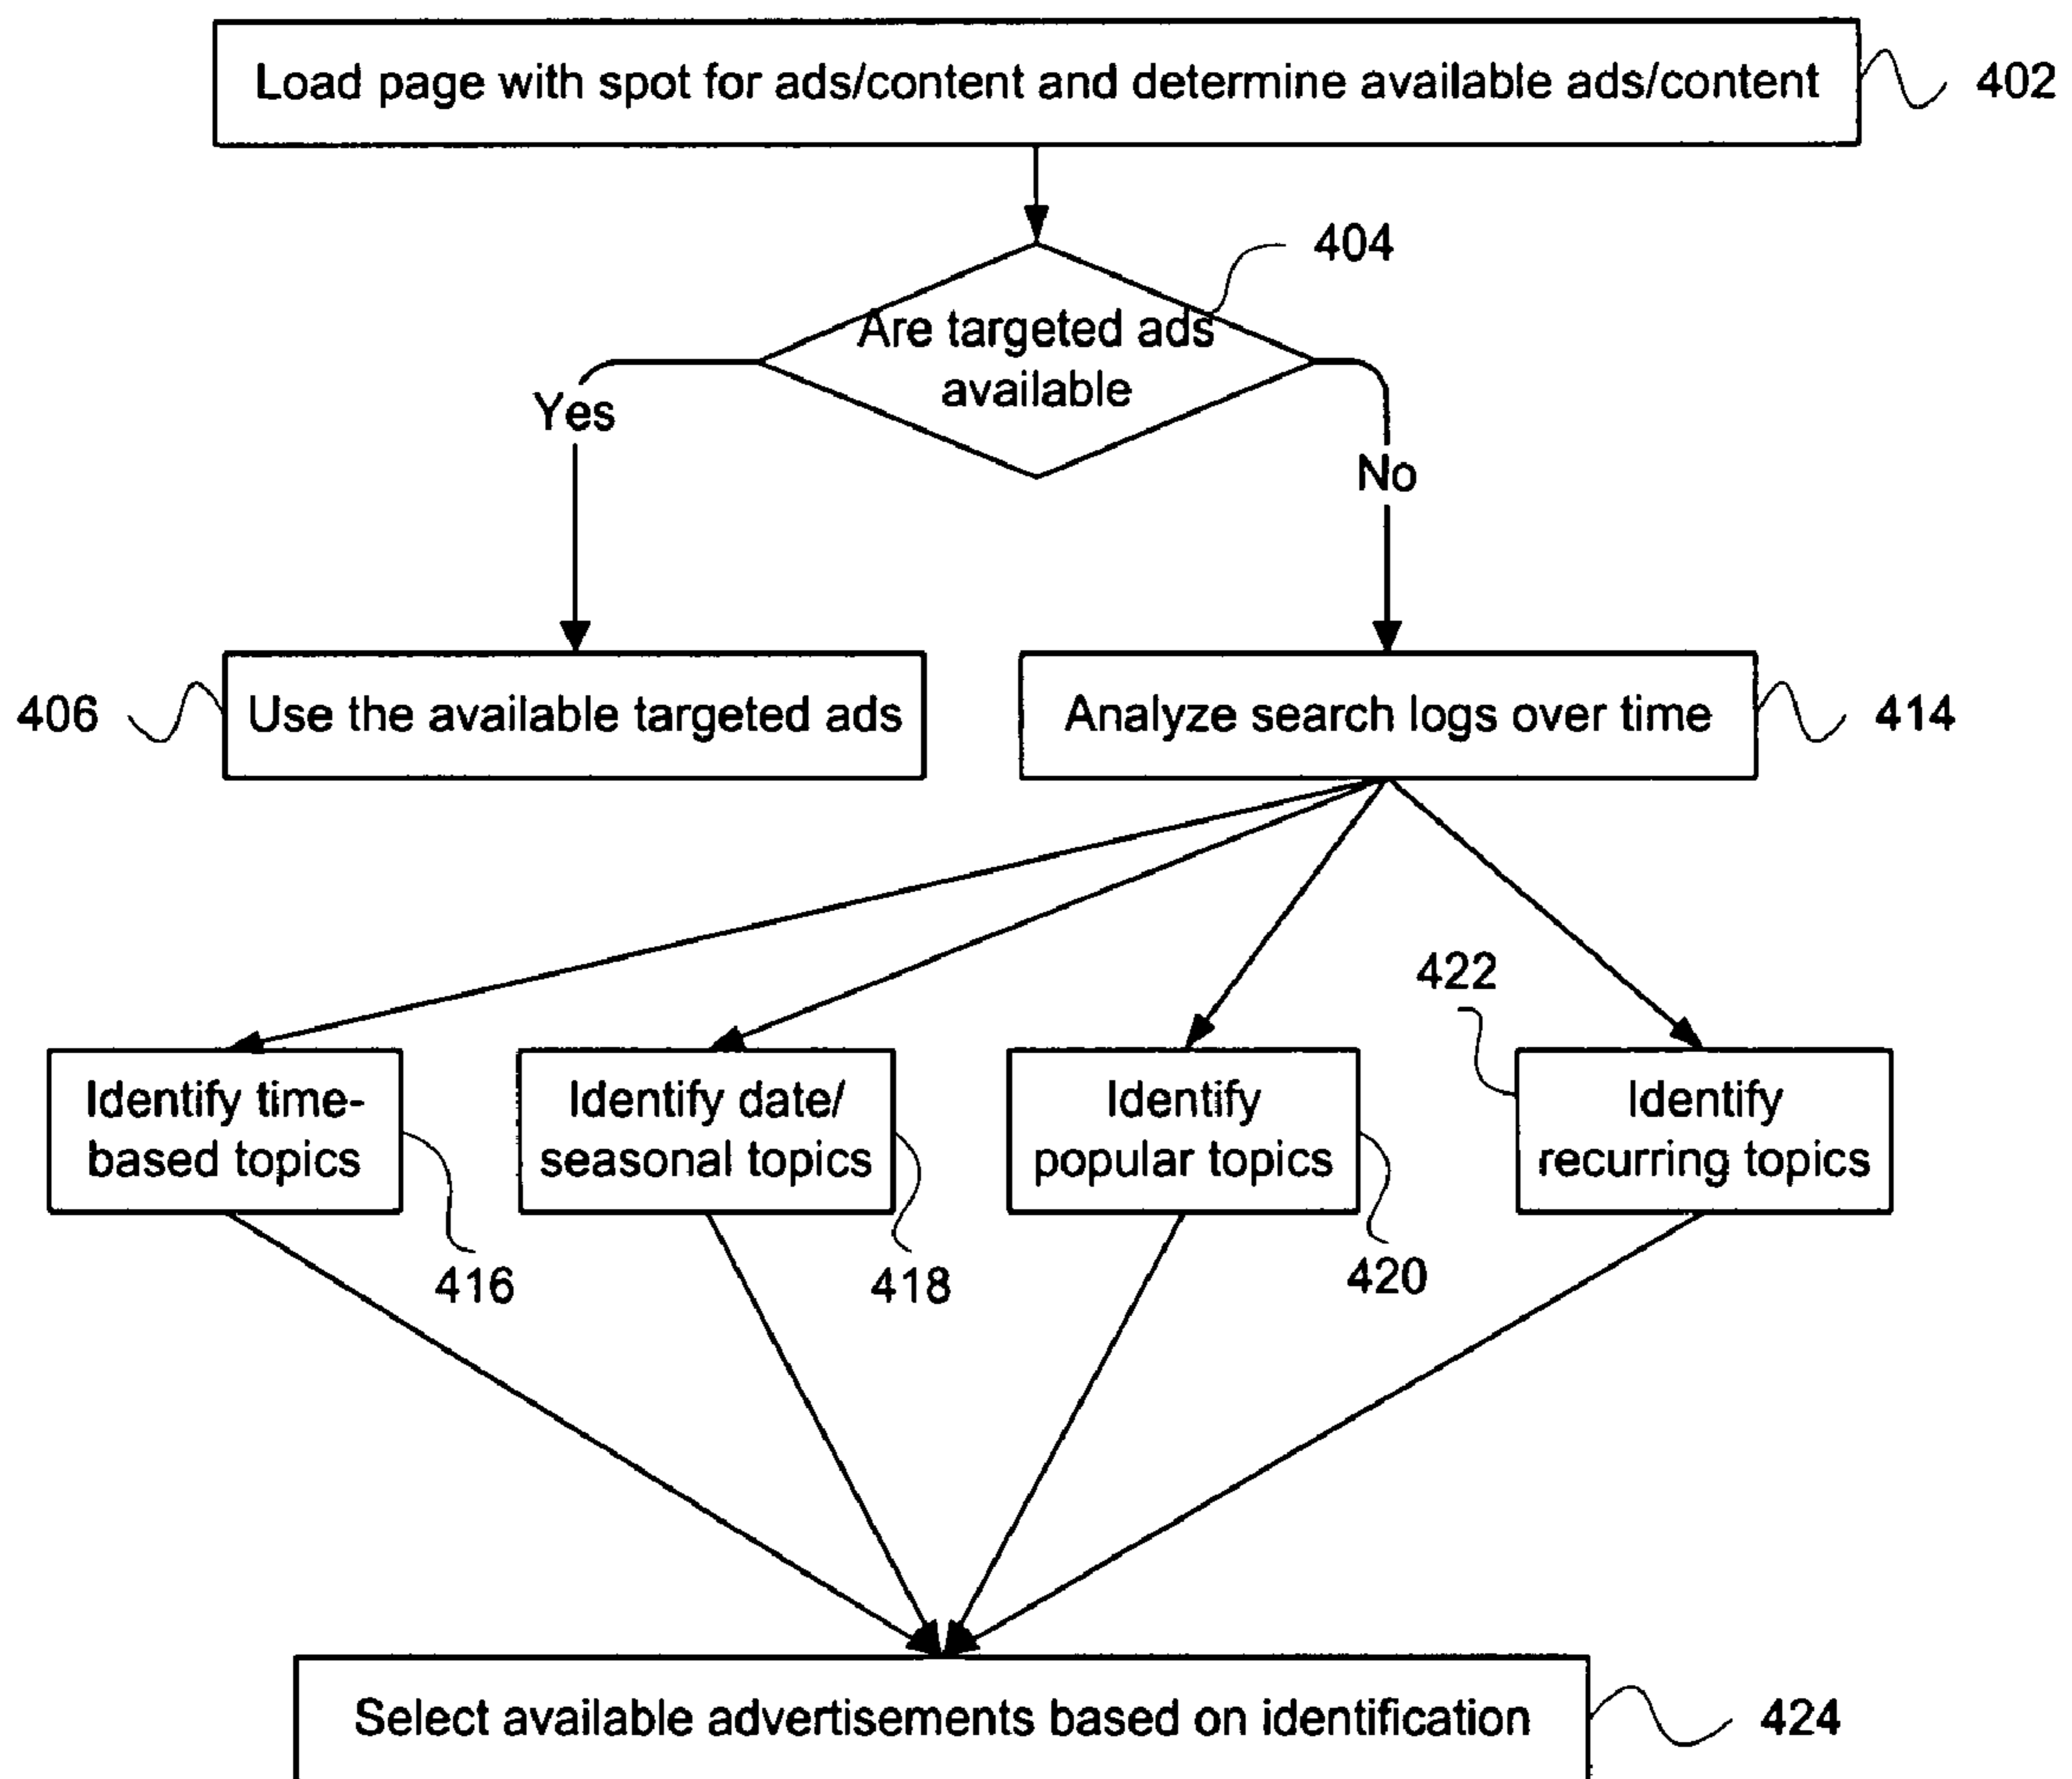 Load page with spot for ads/content and determine available ads/content
402
404
Are targeted ads
available
Yes
No
406
Use the available targeted ads
Analyze search logs over time
414
422
Identify time-
based topics
Identify date/
seasonal topics
Identify
popular topics
Identify
recurring topics
416
418
420
Select available advertisements based on identification
424